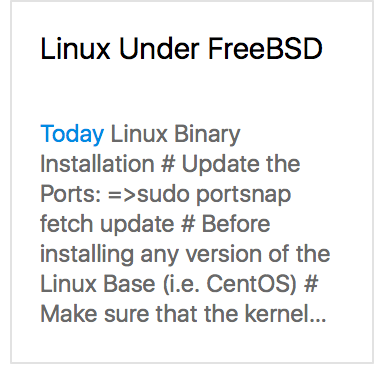 Linux Under FreeBSD
Today Linux Binary
Installation # Update the
Ports: =>sudo portsnap
fetch update # Before
installing any version of the
Linux Base (i.e. CentOS) #
Make sure that the kernel...